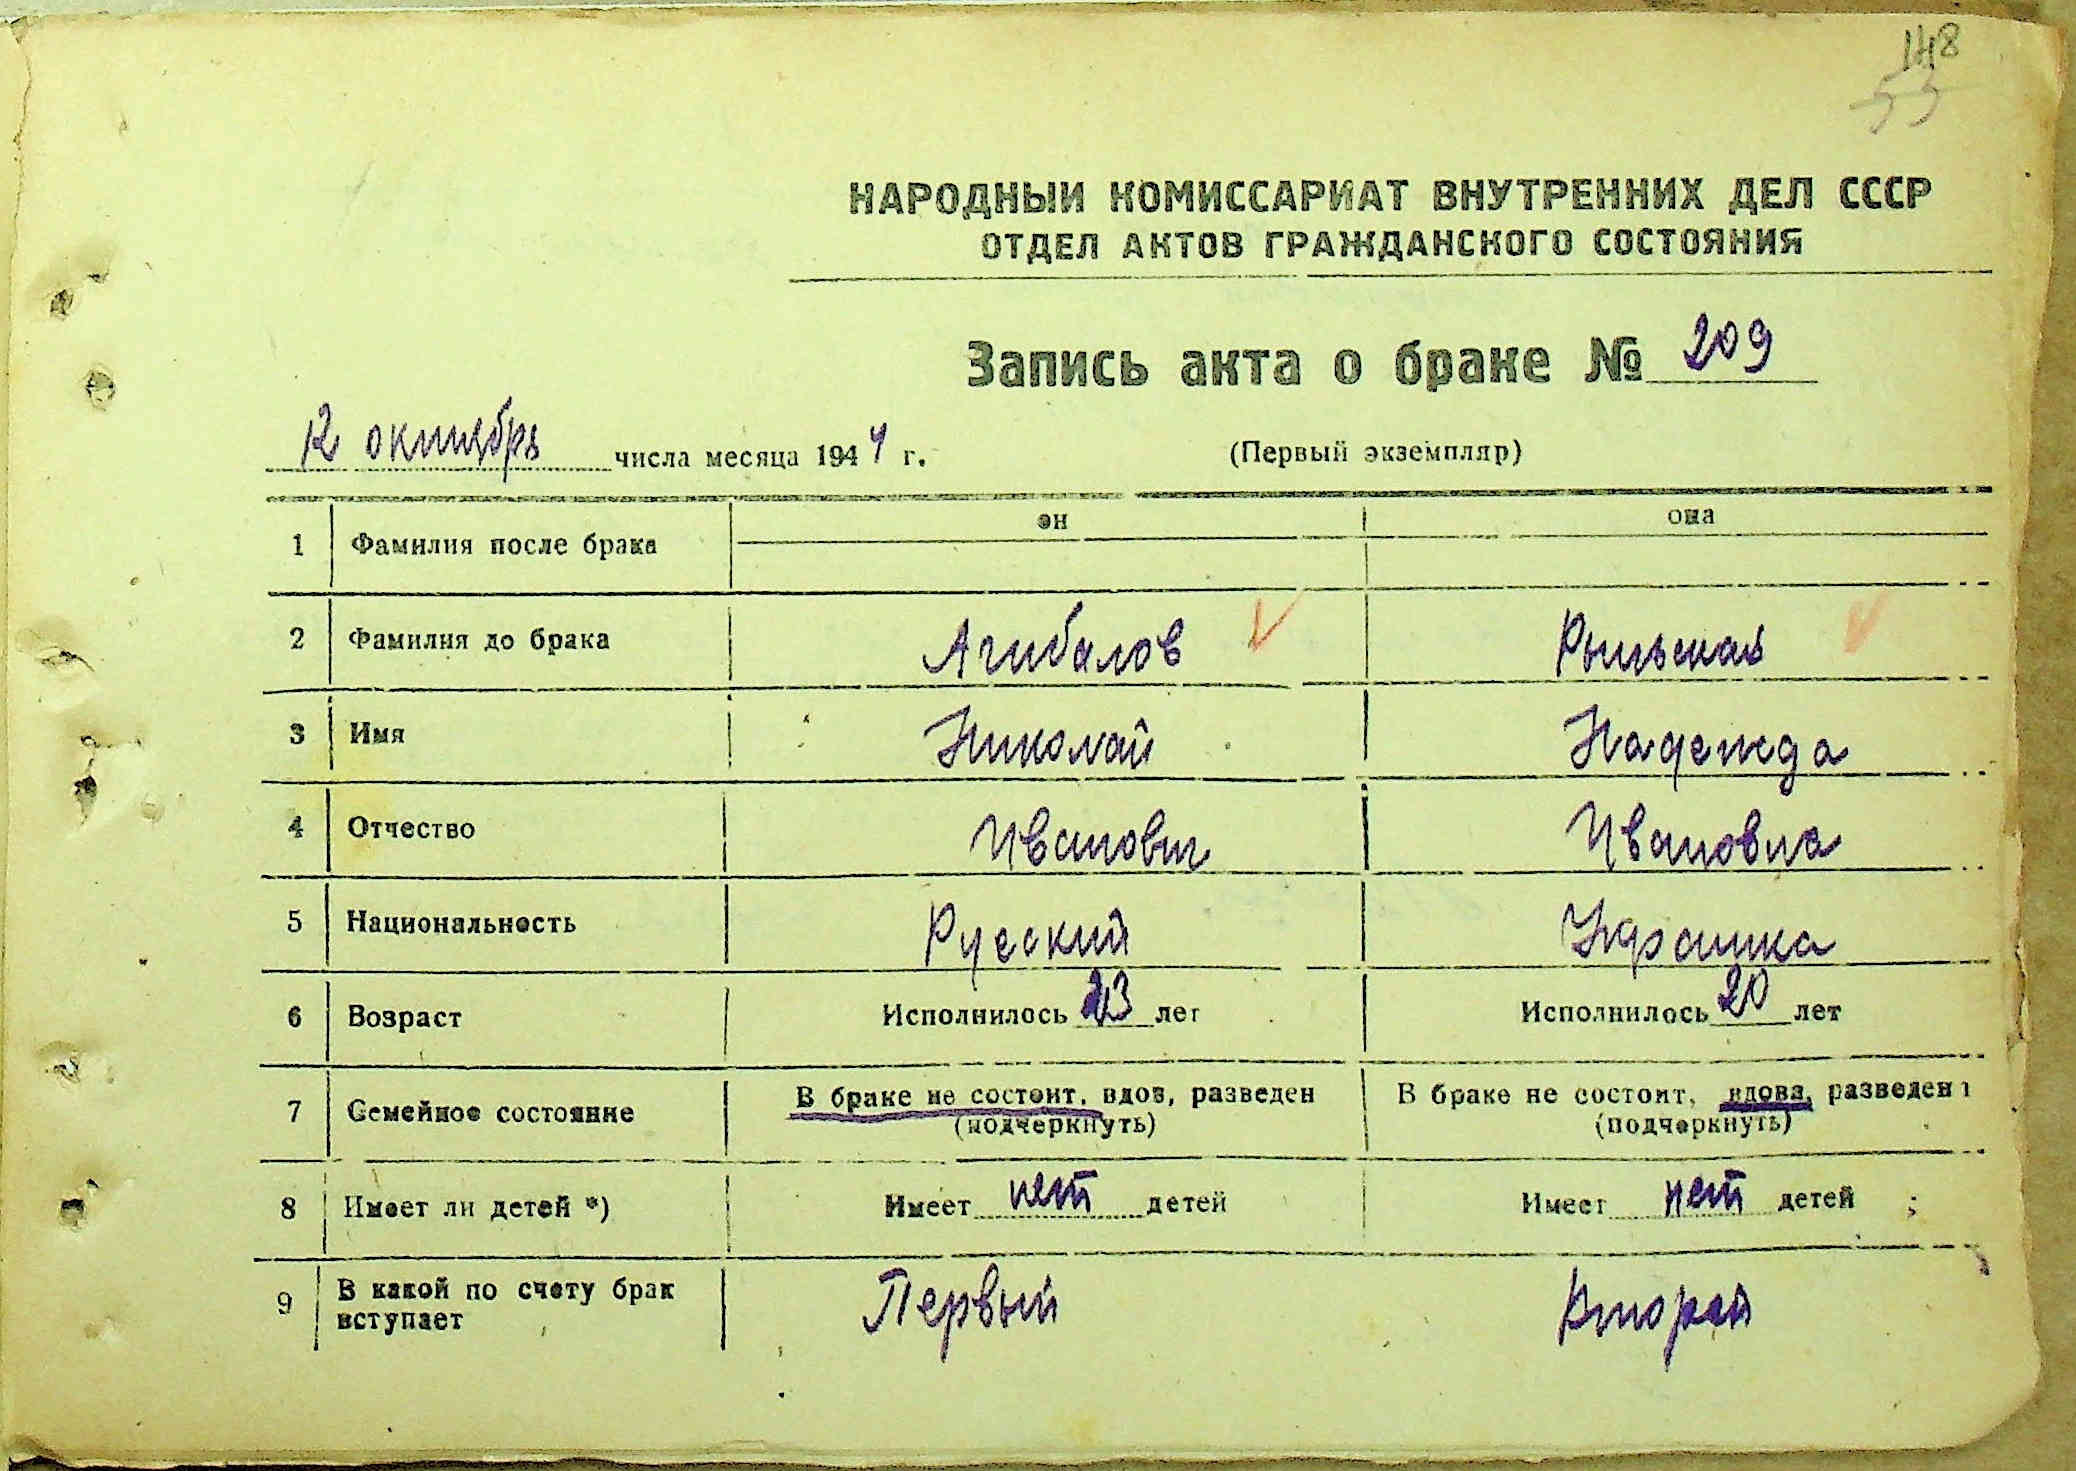 148
55
НАРОДНЫЙ КОМИССАРИАТ ВНУТРЕННИХ ДЕЛ СССР
ОТДЕЛ АКТОВ ГРАЖДАНСКОГО СОСТОЯНИЯ
Запись акта о браке № 209
12 октябрь числа месяца 1944 г. (Первый экземпляр)
он она
1 Фамилия после брака
2 Фамилия до брака Агибалов Рыльская
3 Имя Николай Надежда
4 Отчество Иванович Ивановна
5 Национальность Русский Украинка
6 Возраст Исполнилось 23 лет Исполнилось 20 лет
7 Семейное состояние В браке не состоит, вдов, разведен В браке не состоит, вдова, разведена
(подчеркнуть) (подчеркнуть)
8 Имеет ли детей *) Имеет нет детей Имеет нет детей
9 В какой по счету брак вступает Первый Второй